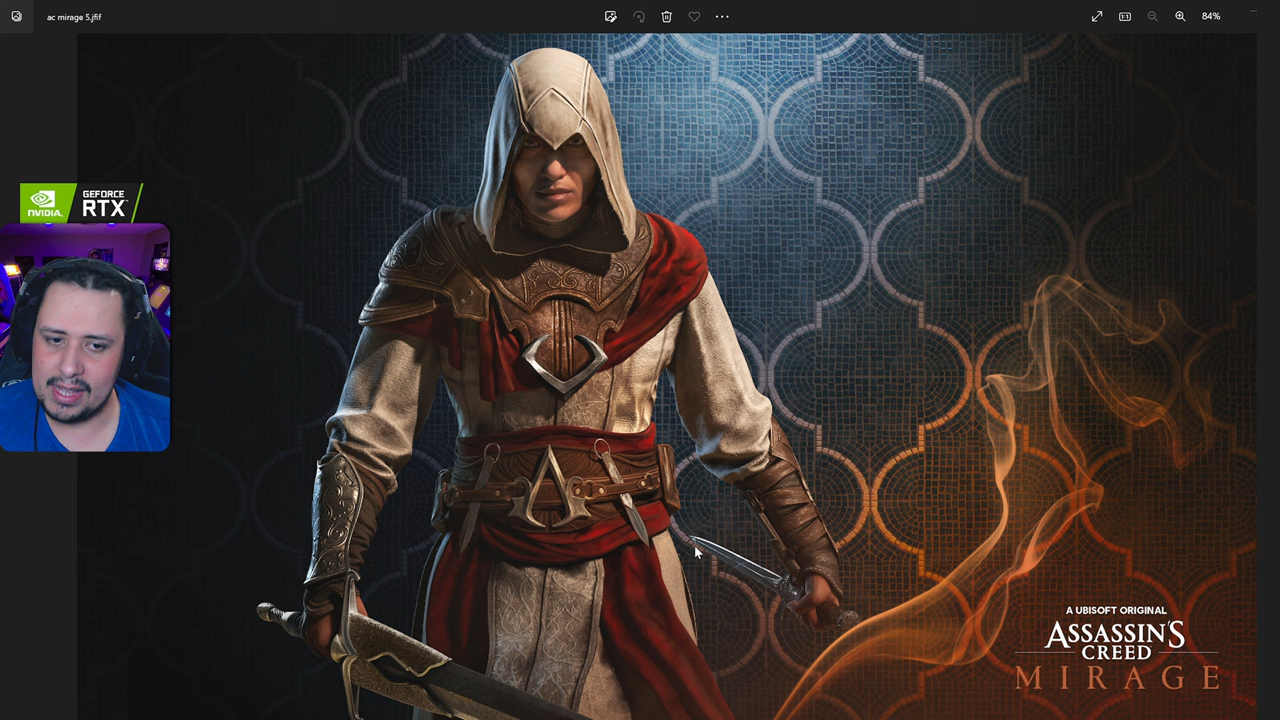 ac mirage 5.jfif
84%
NVIDIA.
GEFORCE
RTX
A UBISOFT ORIGINAL
ASSASSIN'S
CREED
MIRAGE